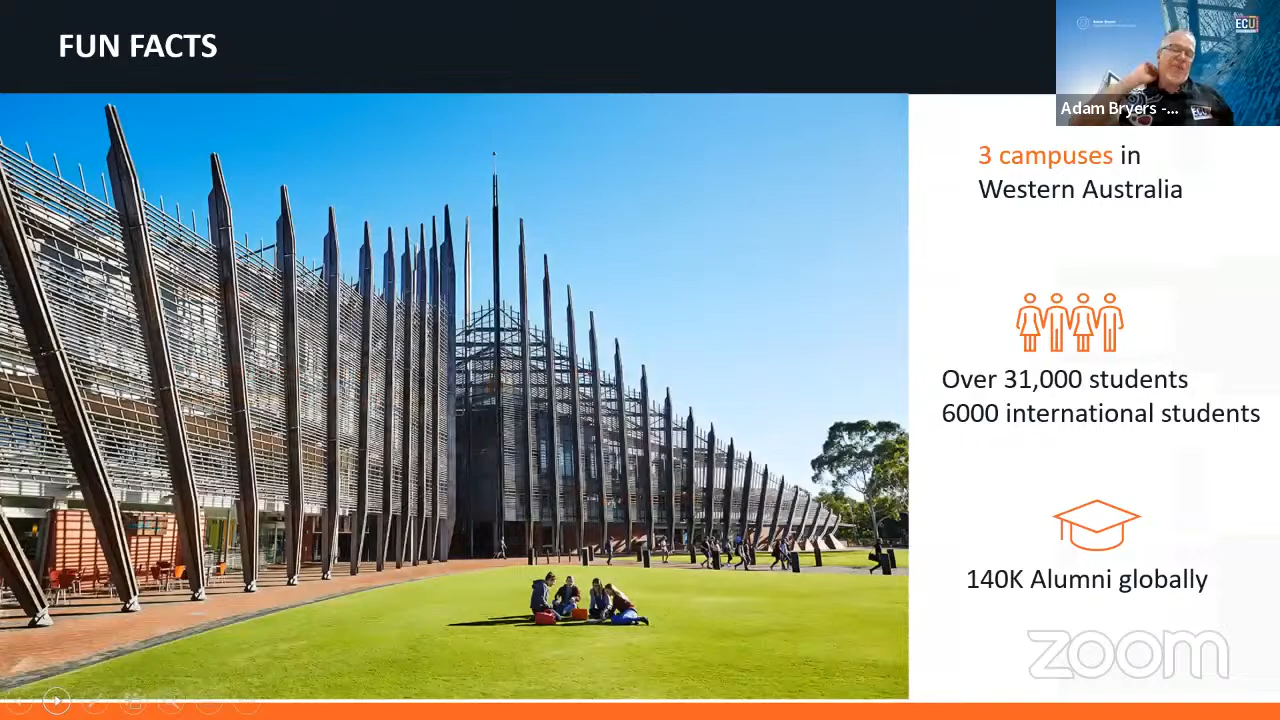 FUN FACTS
ECU
Adam Bryers -...
ECU
3 campuses in
Western Australia
Over 31,000 students
6000 international students
140K Alumni globally
zoom